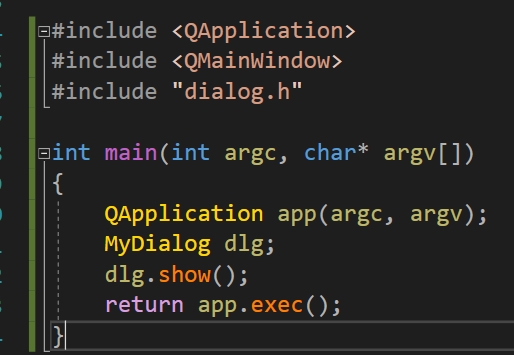 #include <QApplication>
#include <QMainWindow>
#include "dialog.h"
int main(int argc, char* argv[])
{
QApplication app(argc, argv);
MyDialog dlg;
dlg.show();
return app.exec();
}